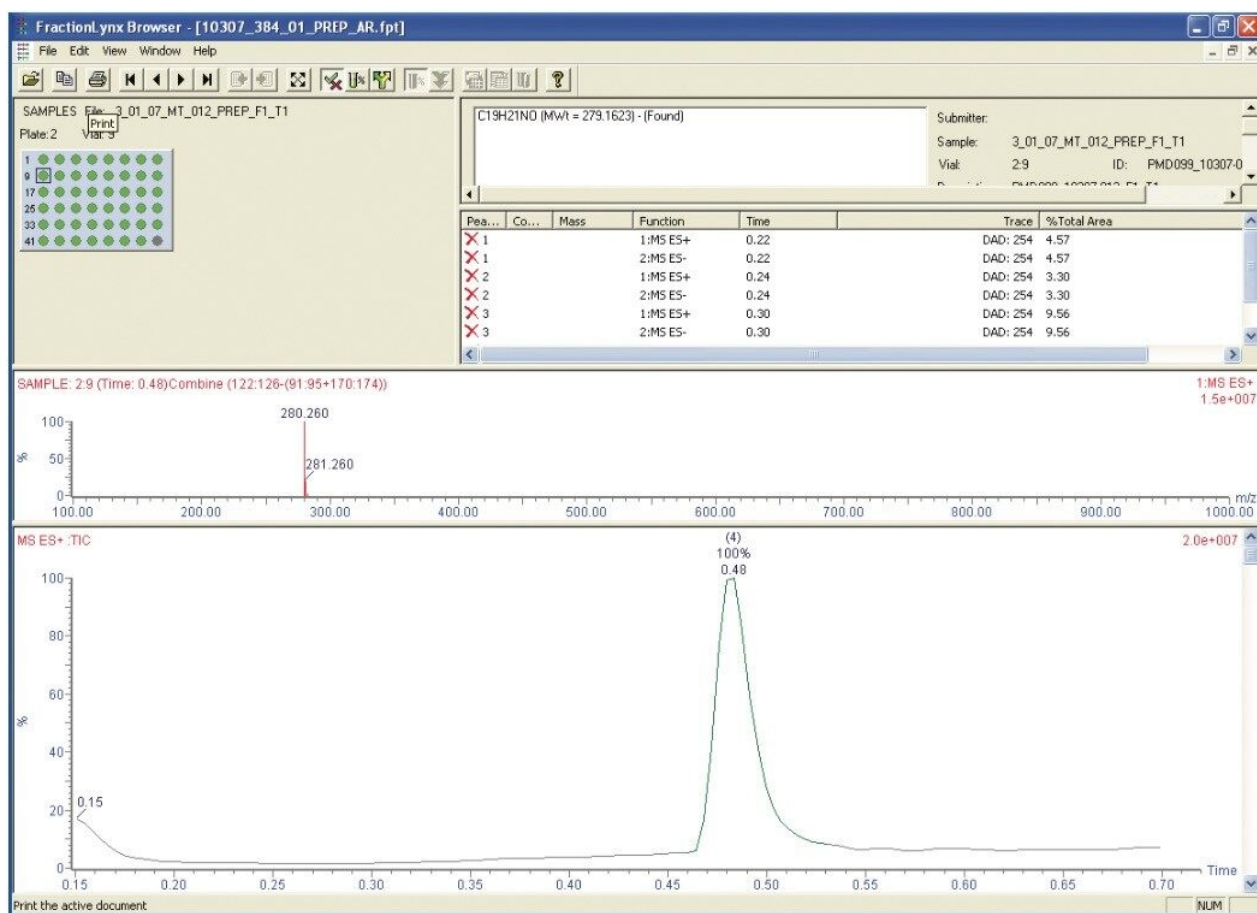 FractionLynx Browser - [10307_384_01_PREP_AR.fpt]
File Edit View Window Help
SAMPLES File: 3_01_07_MT_012_PREP_F1_T1
Print
Plate:2
1
9
17
25
33
41
C19H21NO (MWt = 279.1623) - (Found)
Submitter:
Sample: 3_01_07_MT_012_PREP_F1_T1
Vial: 2:9 ID: PMD099_10307-0
Pea... Co... Mass Function Time Trace %Total Area
1 1:MS ES+ 0.22 DAD: 254 4.57
1 2:MS ES- 0.22 DAD: 254 4.57
2 1:MS ES+ 0.24 DAD: 254 3.30
2 2:MS ES- 0.24 DAD: 254 3.30
3 1:MS ES+ 0.30 DAD: 254 9.56
3 2:MS ES- 0.30 DAD: 254 9.56
SAMPLE: 2:9 (Time: 0.48)Combine (122:126-(91:95+170:174))
1:MS ES+
1.5e+007
280.260
281.260
100
50
0
%
100.00 200.00 300.00 400.00 500.00 600.00 700.00 800.00 900.00 1000.00 m/z
MS ES+ :TIC
2.0e+007
(4)
100%
0.48
0.15
100
80
60
%
40
20
0
0.15 0.20 0.25 0.30 0.35 0.40 0.45 0.50 0.55 0.60 0.65 0.70 Time
Print the active document
NUM